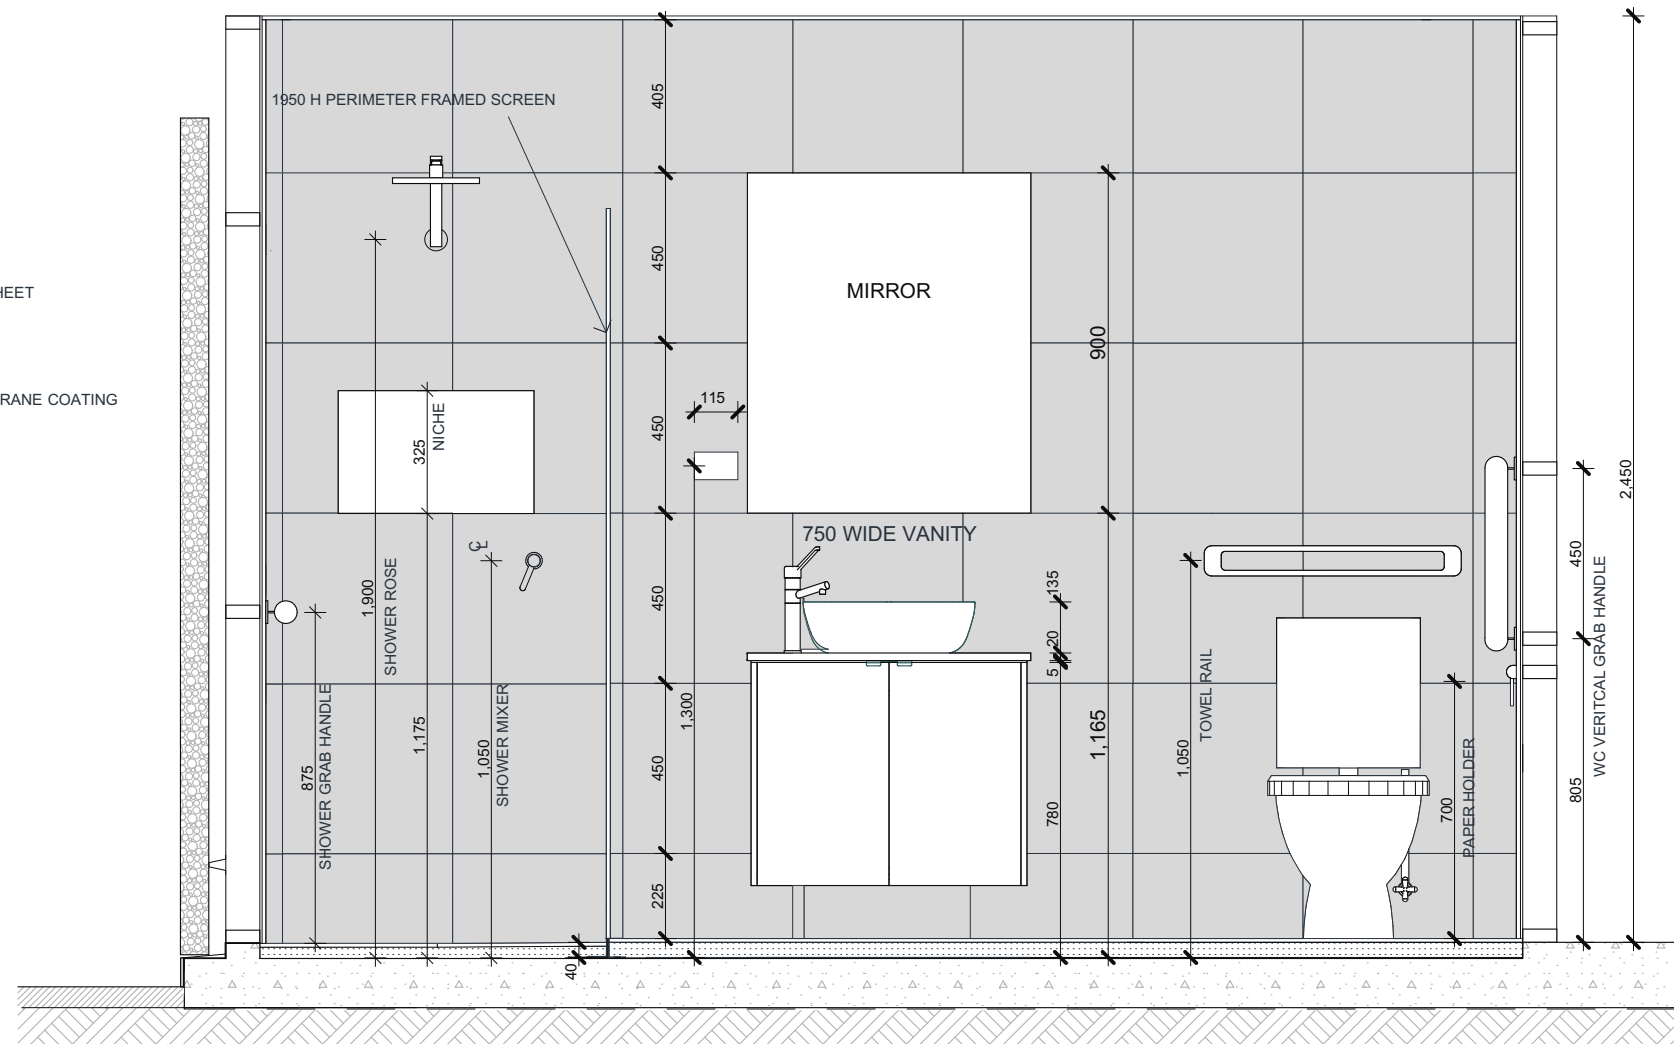 1950 H PERIMETER FRAMED SCREEN
405
HEET
MIRROR
450
900
RANE COATING
325
NICHE
450
115
2,450
750 WIDE VANITY
C L
450
WC VERITCAL GRAB HANDLE
1,900
SHOWER ROSE
450
135
20
5
TOWEL RAIL
875
SHOWER GRAB HANDLE
1,175
1,050
SHOWER MIXER
1,300
450
1,165
1,050
780
700
PAPER HOLDER
805
225
40